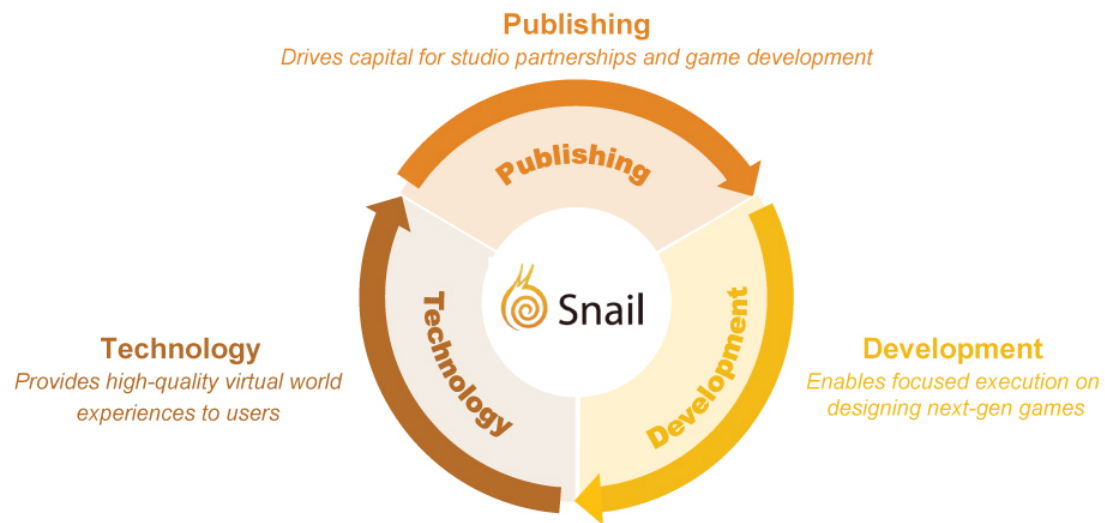 Publishing
Drives capital for studio partnerships and game development
Publishing
Snail
Technology
Development
Technology
Provides high-quality virtual world
experiences to users
Development
Enables focused execution on
designing next-gen games